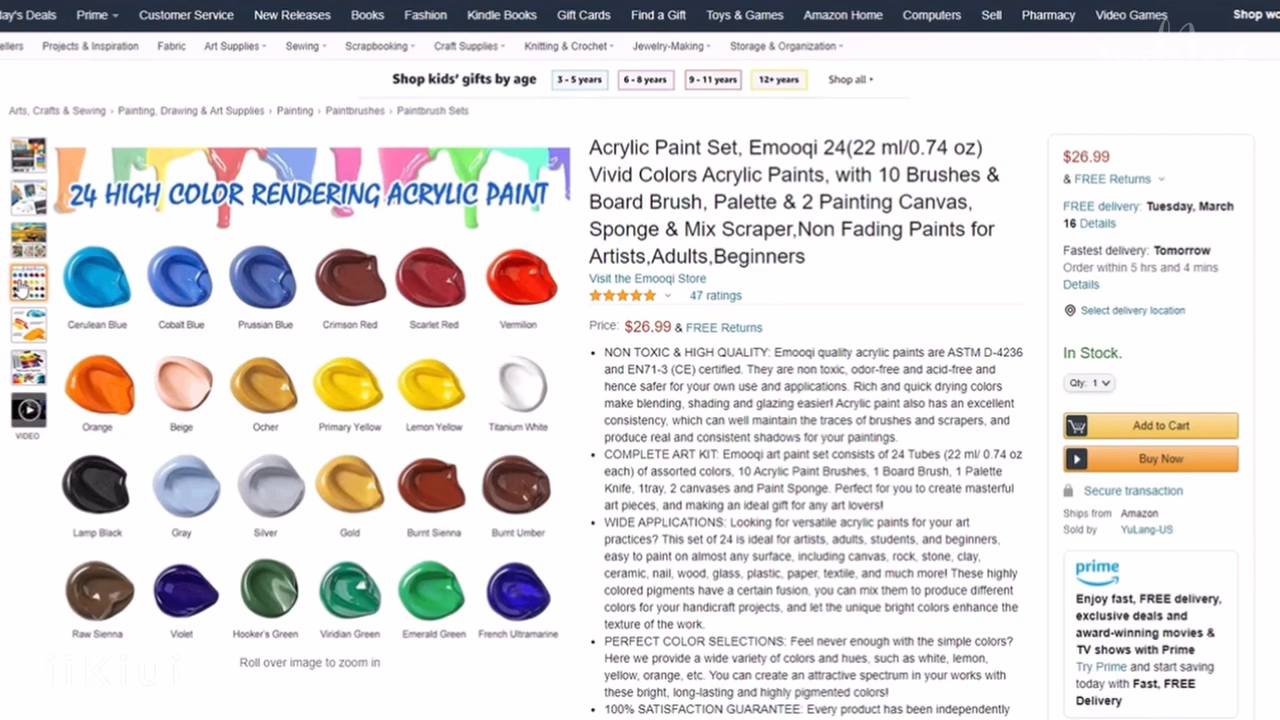 ay's Deals Prime Customer Service New Releases Books Fashion Kindle Books Gift Cards Find a Gift Toys & Games Amazon Home Computers Sell Pharmacy Video Games Shop wo
ellers Projects & Inspiration Fabric Art Supplies Sewing Scrapbooking Craft Supplies Knitting & Crochet Jewelry-Making Storage & Organization
Shop kids' gifts by age 3 - 5 years 6 - 8 years 9 - 11 years 12+ years Shop all
Arts, Crafts & Sewing › Painting, Drawing & Art Supplies › Painting › Paintbrushes › Paintbrush Sets
VIDEO
24 HIGH COLOR RENDERING ACRYLIC PAINT
Cerulean Blue Cobalt Blue Prussian Blue Crimson Red Scarlet Red Vermilion
Orange Beige Ocher Primary Yellow Lemon Yellow Titanium White
Lamp Black Gray Silver Gold Burnt Sienna Burnt Umber
Raw Sienna Violet Hooker's Green Viridian Green Emerald Green French Ultramarine
Roll over image to zoom in
iiKiui
Acrylic Paint Set, Emooqi 24(22 ml/0.74 oz)
Vivid Colors Acrylic Paints, with 10 Brushes &
Board Brush, Palette & 2 Painting Canvas,
Sponge & Mix Scraper,Non Fading Paints for
Artists,Adults,Beginners
Visit the Emooqi Store
47 ratings
Price: $26.99 & FREE Returns
• NON TOXIC & HIGH QUALITY: Emooqi quality acrylic paints are ASTM D-4236
and EN71-3 (CE) certified. They are non toxic, odor-free and acid-free and
hence safer for your own use and applications. Rich and quick drying colors
make blending, shading and glazing easier! Acrylic paint also has an excellent
consistency, which can well maintain the traces of brushes and scrapers, and
produce real and consistent shadows for your paintings.
• COMPLETE ART KIT: Emooqi art paint set consists of 24 Tubes (22 ml/ 0.74 oz
each) of assorted colors, 10 Acrylic Paint Brushes, 1 Board Brush, 1 Palette
Knife, 1tray, 2 canvases and Paint Sponge. Perfect for you to create masterful
art pieces, and making an ideal gift for any art lovers!
• WIDE APPLICATIONS: Looking for versatile acrylic paints for your art
practices? This set of 24 is ideal for artists, adults, students, and beginners,
easy to paint on almost any surface, including canvas, rock, stone, clay,
ceramic, nail, wood, glass, plastic, paper, textile, and much more! These highly
colored pigments have a certain fusion, you can mix them to produce different
colors for your handicraft projects, and let the unique bright colors enhance the
texture of the work.
• PERFECT COLOR SELECTIONS: Feel never enough with the simple colors?
Here we provide a wide variety of colors and hues, such as white, lemon,
yellow, orange, etc. You can create an attractive spectrum in your works with
these bright, long-lasting and highly pigmented colors!
• 100% SATISFACTION GUARANTEE: Every product has been independently
$26.99
& FREE Returns
FREE delivery: Tuesday, March
16 Details
Fastest delivery: Tomorrow
Order within 5 hrs and 4 mins
Details
Select delivery location
In Stock.
Qty: 1
Add to Cart
Buy Now
Secure transaction
Ships from Amazon
Sold by YuLang-US
prime
Enjoy fast, FREE delivery,
exclusive deals and
award-winning movies &
TV shows with Prime
Try Prime and start saving
today with Fast, FREE
Delivery